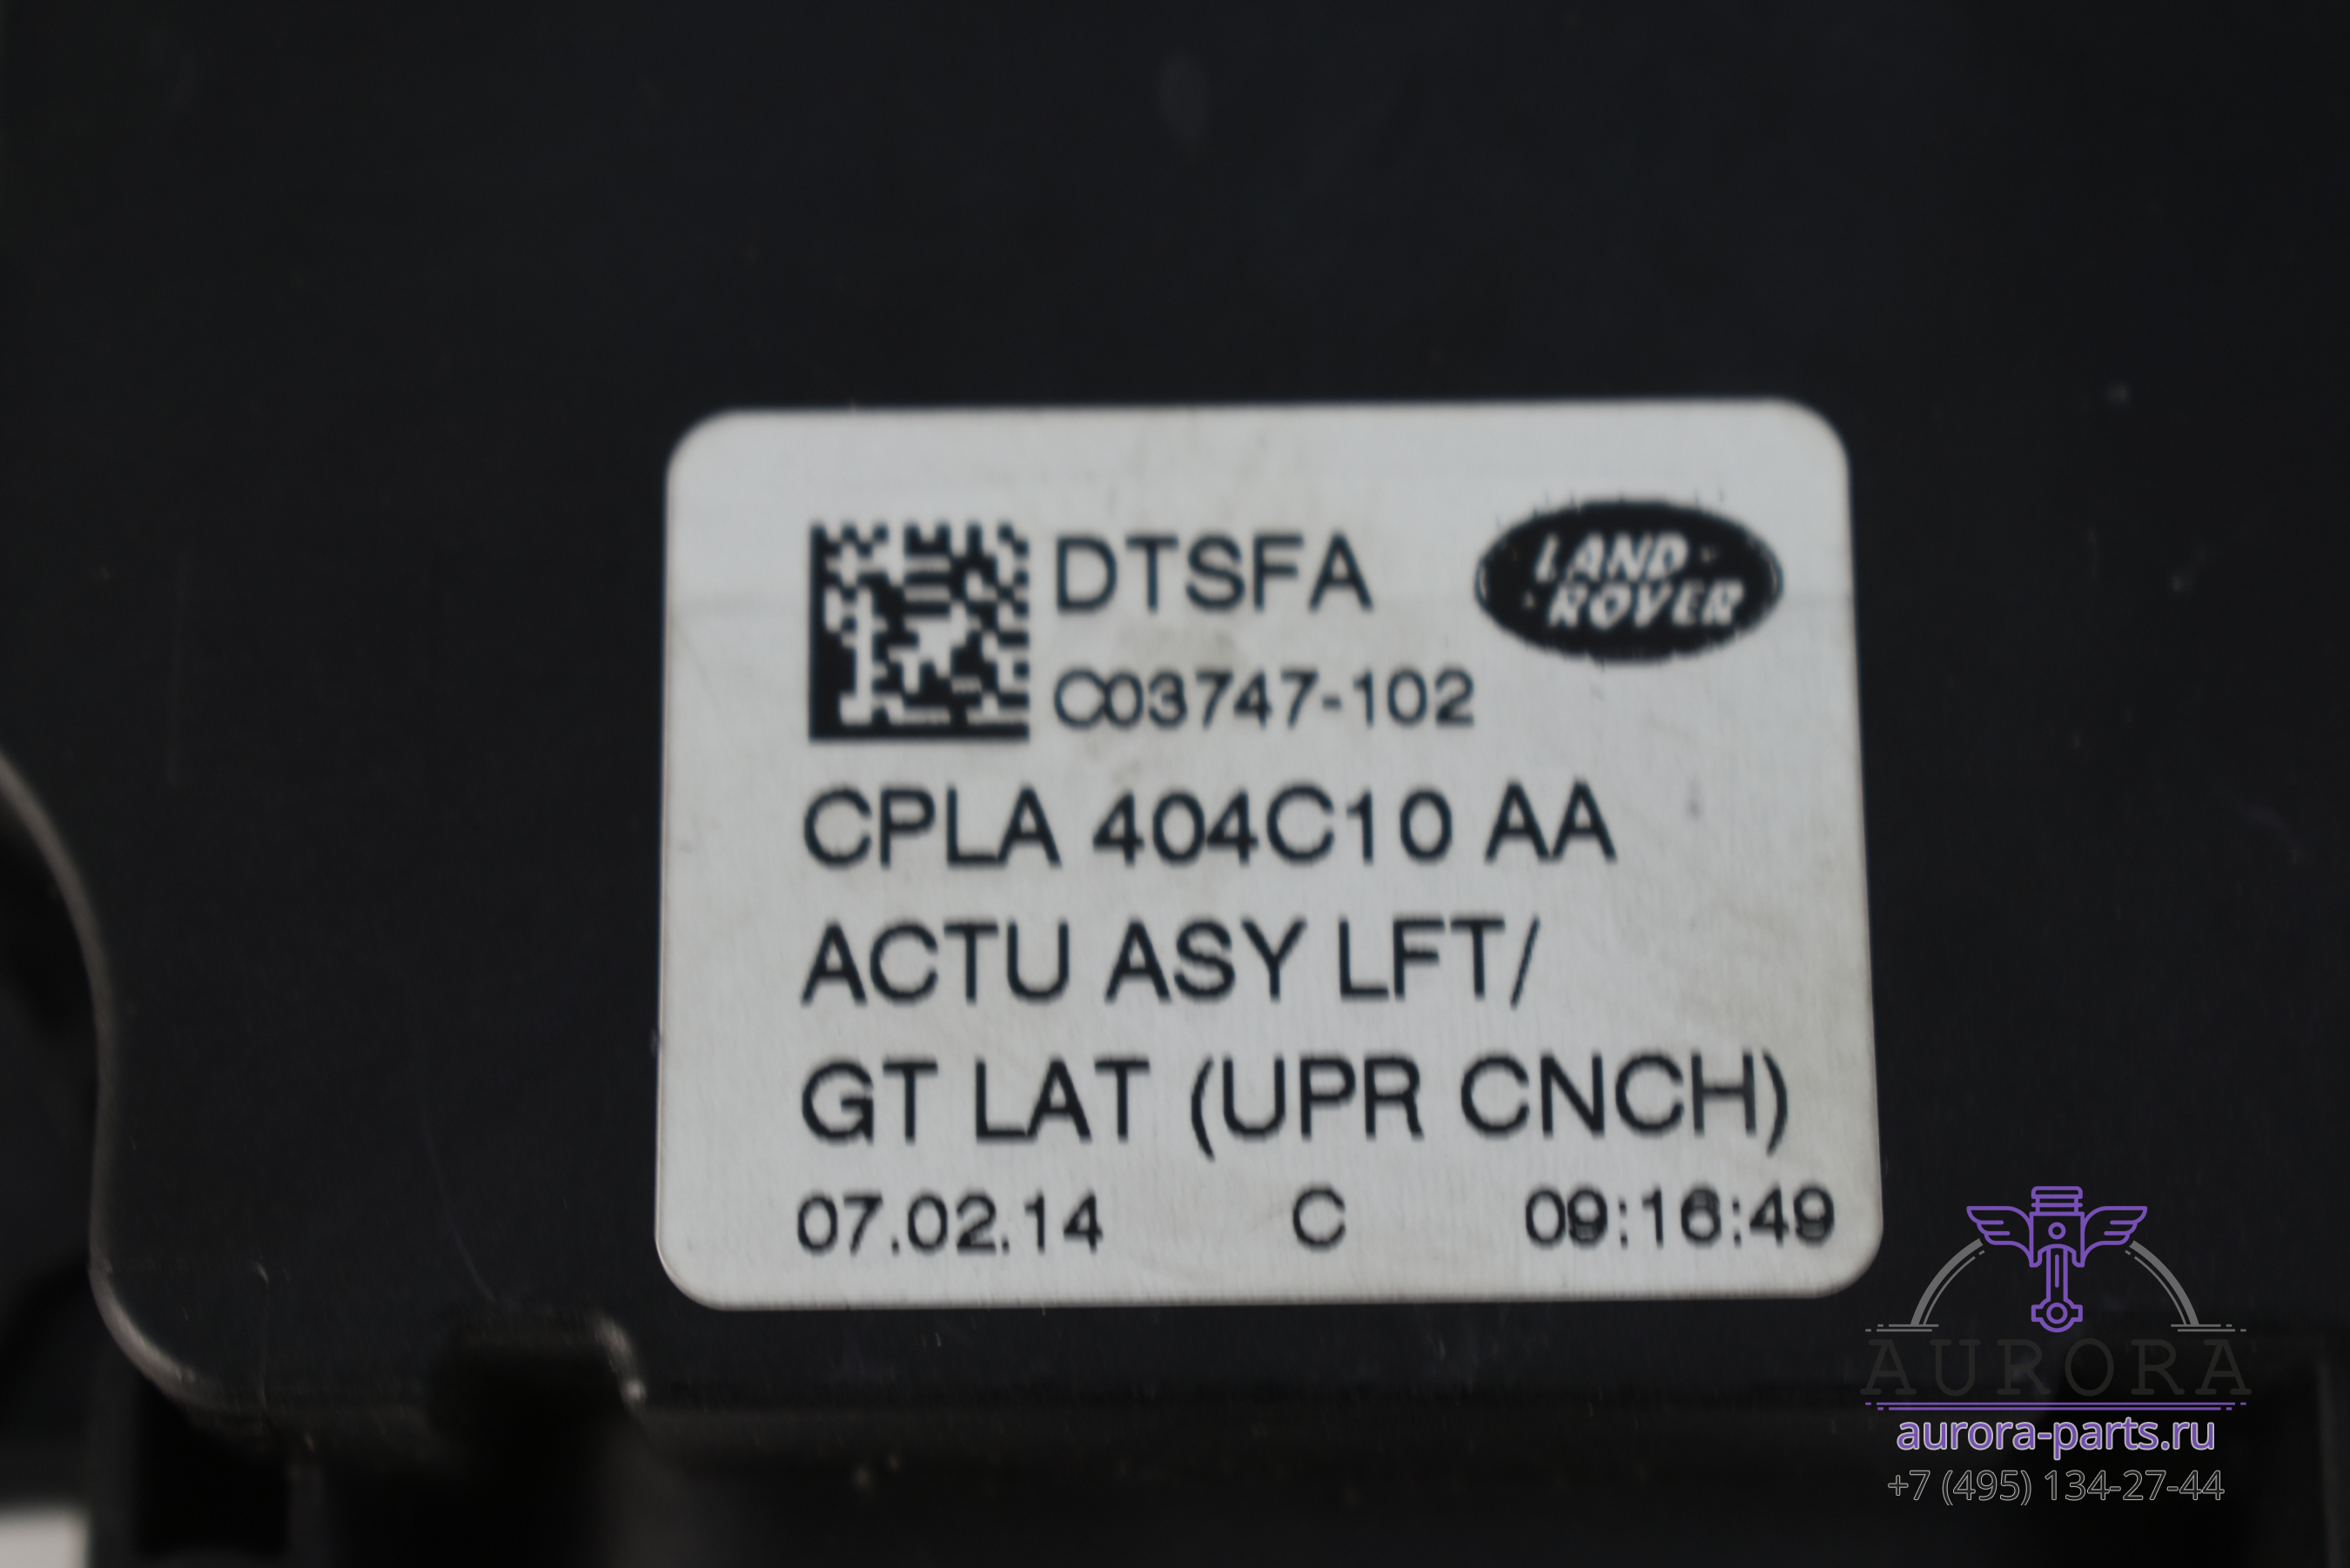 DTSFA
LAND
ROVER
C03747-102
CPLA 404C10 AA
ACTU ASY LFT/
GT LAT (UPR CNCH)
07.02.14 C 09:16:49
AURORA
aurora-parts.ru
+7 (495) 134-27-44